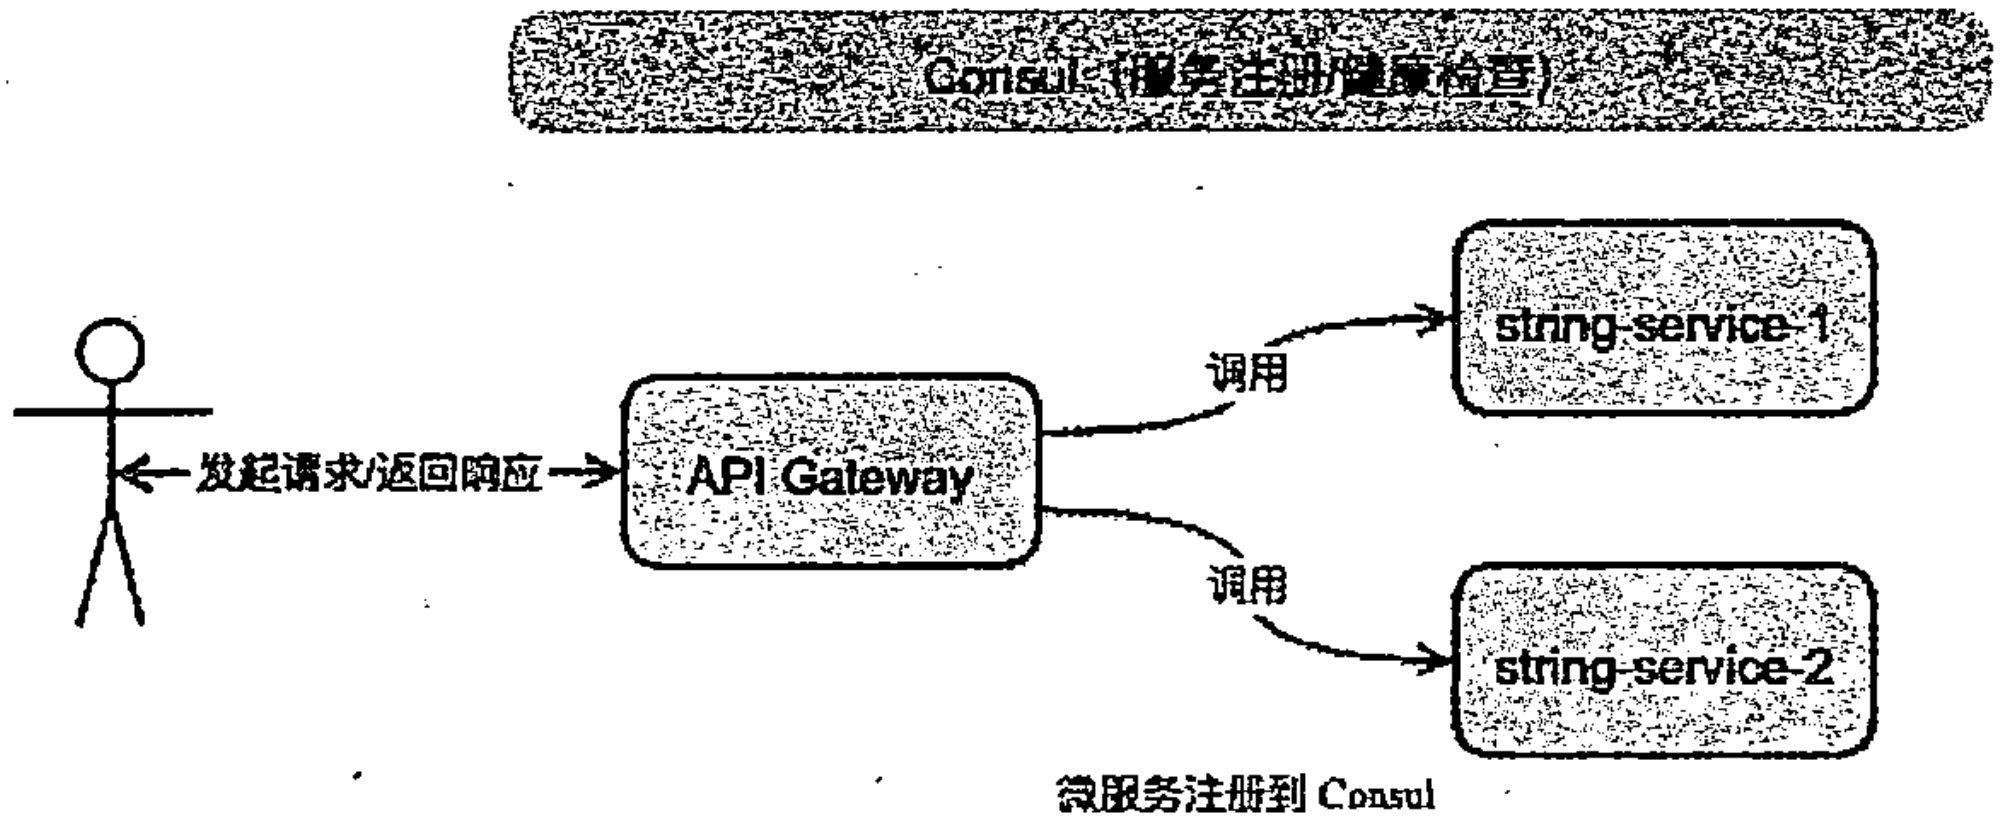 Consul (服务注册/健康检查)
string-service-1
调用
发起请求/返回响应
API Gateway
调用
string-service-2
微服务注册到 Consul